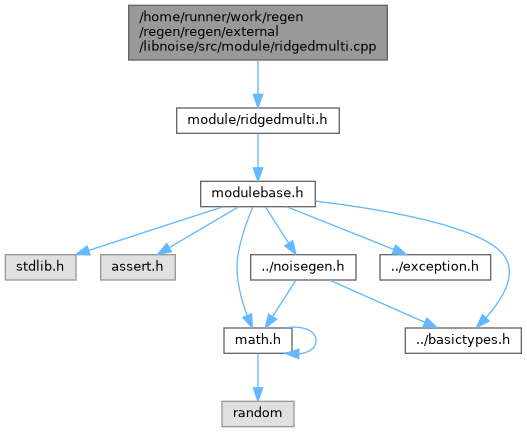 /home/runner/work/regen
/regen/regen/external
/libnoise/src/module/ridgedmulti.cpp
module/ridgedmulti.h
modulebase.h
stdlib.h
assert.h
../noisegen.h
../exception.h
math.h
../basictypes.h
random